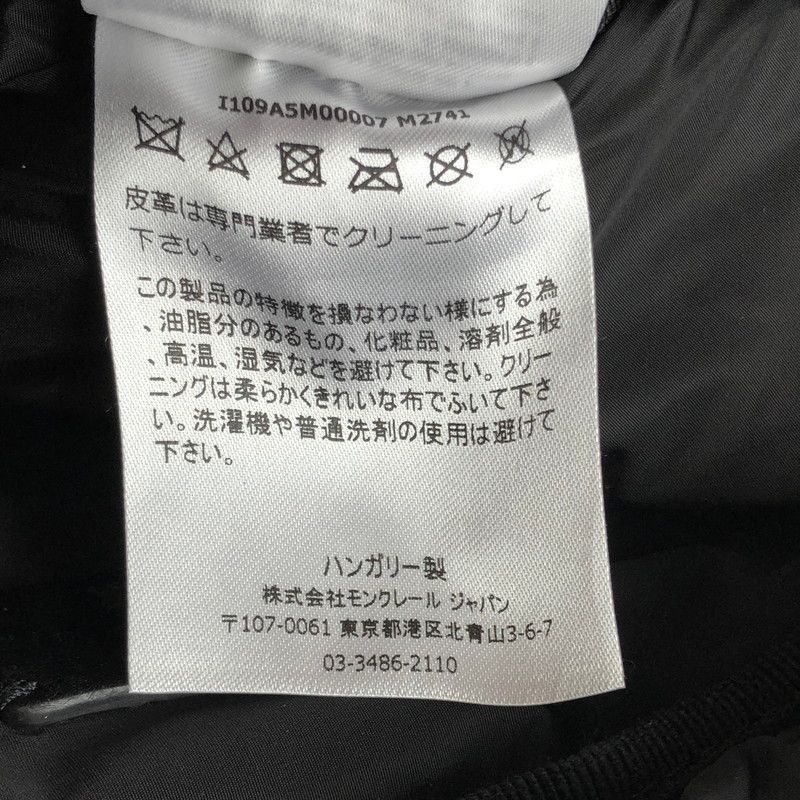 I109A5M00007 M2741
皮革は専門業者でクリーニングして
下さい。
この製品の特徴を損なわない様にする為
、油脂分のあるもの、化粧品、溶剤全般
、高温、湿気などを避けて下さい。クリー
ニングは柔らかくきれいな布でふいて下さ
い。洗濯機や普通洗剤の使用は避けて
下さい。
ハンガリー製
株式会社モンクレール ジャパン
〒107-0061 東京都港区北青山3-6-7
03-3486-2110